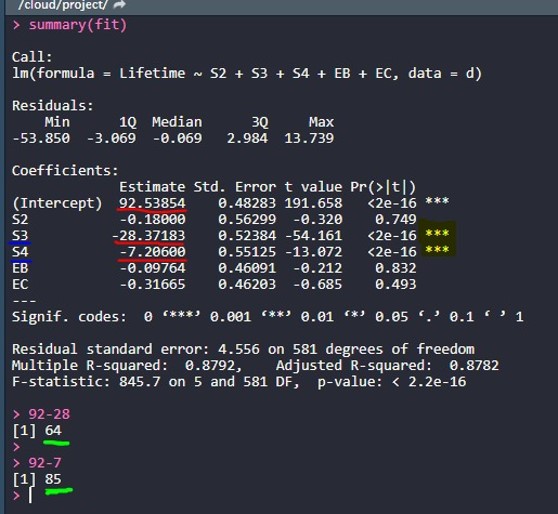 /cloud/project/
> summary(fit)
Call:
lm(formula = Lifetime ~ S2 + S3 + S4 + EB + EC, data = d)
Residuals:
Min 1Q Median 3Q Max
-53.850 -3.069 -0.069 2.984 13.739
Coefficients:
Estimate Std. Error t value Pr(>|t|)
(Intercept) 92.53854 0.48283 191.658 <2e-16 ***
S2 -0.18000 0.56299 -0.320 0.749
S3 -28.37183 0.52384 -54.161 <2e-16 ***
S4 -7.20600 0.55125 -13.072 <2e-16 ***
EB -0.09764 0.46091 -0.212 0.832
EC -0.31665 0.46203 -0.685 0.493
---
Signif. codes: 0 ‘***’ 0.001 ‘**’ 0.01 ‘*’ 0.05 ‘.’ 0.1 ‘ ’ 1
Residual standard error: 4.556 on 581 degrees of freedom
Multiple R-squared: 0.8792, Adjusted R-squared: 0.8782
F-statistic: 845.7 on 5 and 581 DF, p-value: < 2.2e-16
> 92-28
[1] 64
>
> 92-7
[1] 85
>